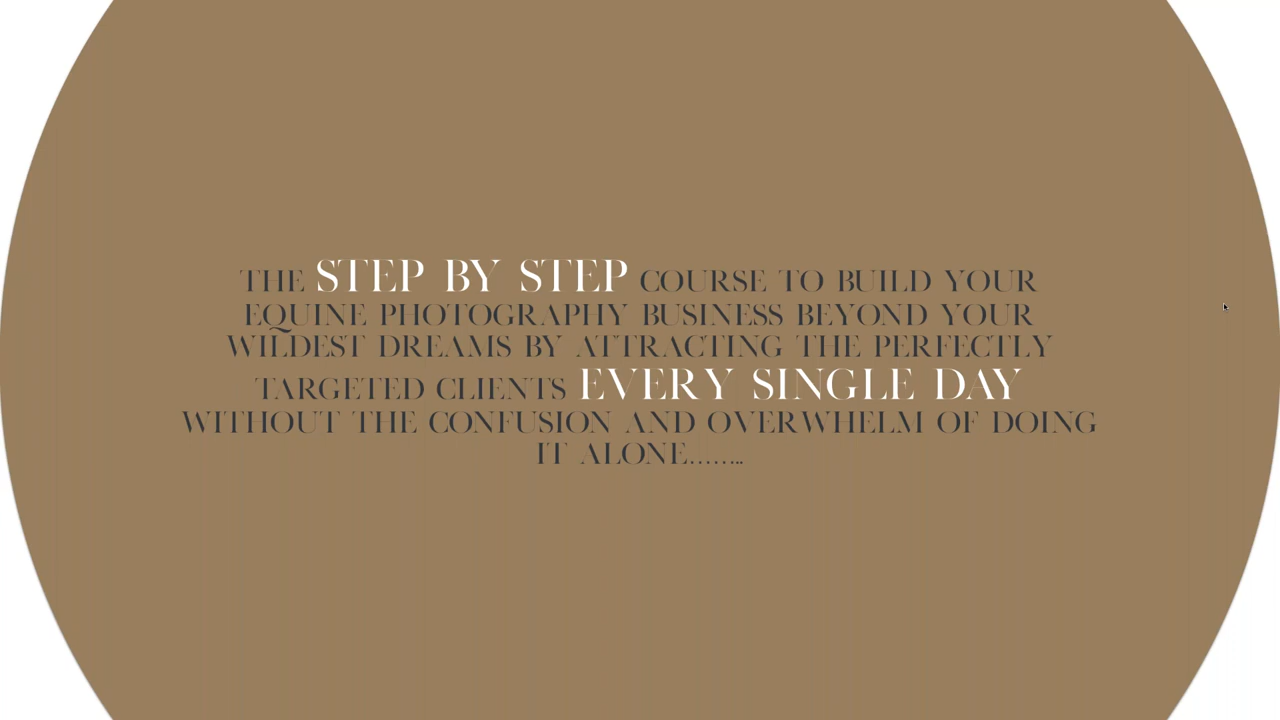 THE STEP BY STEP COURSE TO BUILD YOUR
EQUINE PHOTOGRAPHY BUSINESS BEYOND YOUR
WILDEST DREAMS BY ATTRACTING THE PERFECTLY
TARGETED CLIENTS EVERY SINGLE DAY
WITHOUT THE CONFUSION AND OVERWHELM OF DOING
IT ALONE........